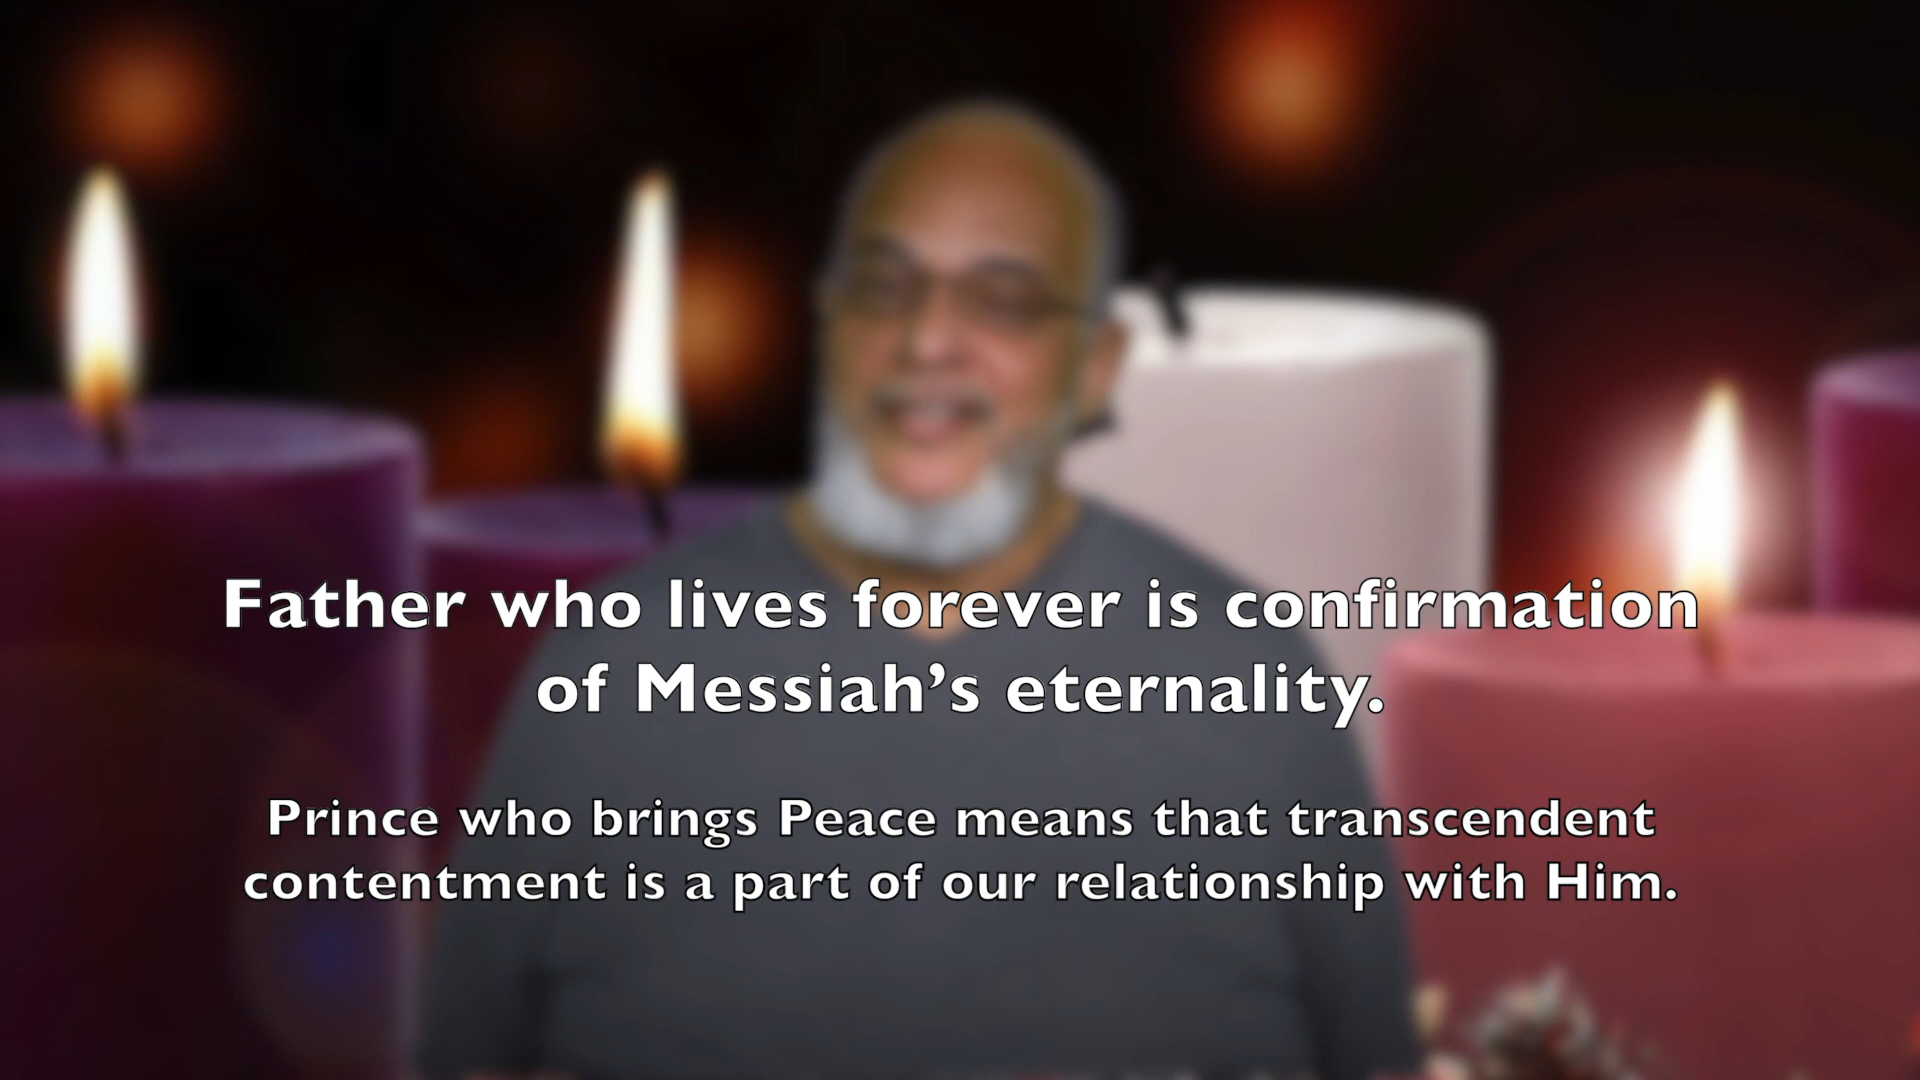 Father who lives forever is confirmation
of Messiah’s eternality.
Prince who brings Peace means that transcendent
contentment is a part of our relationship with Him.